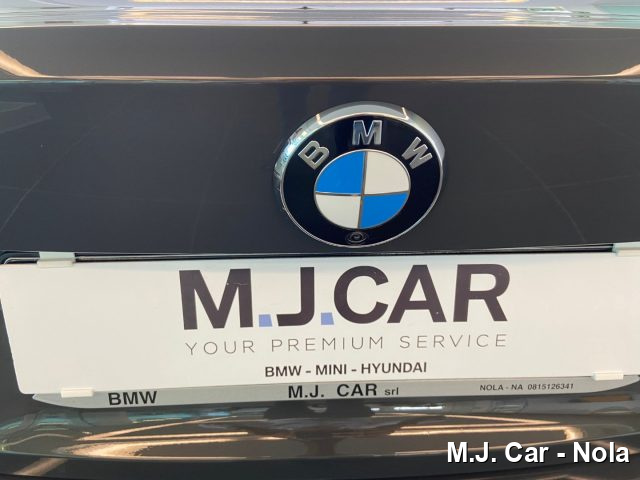 BMW
M.J.CAR
YOUR PREMIUM SERVICE
BMW - MINI - HYUNDAI
BMW M.J. CAR srl NOLA - NA 0815126341
M.J. Car - Nola